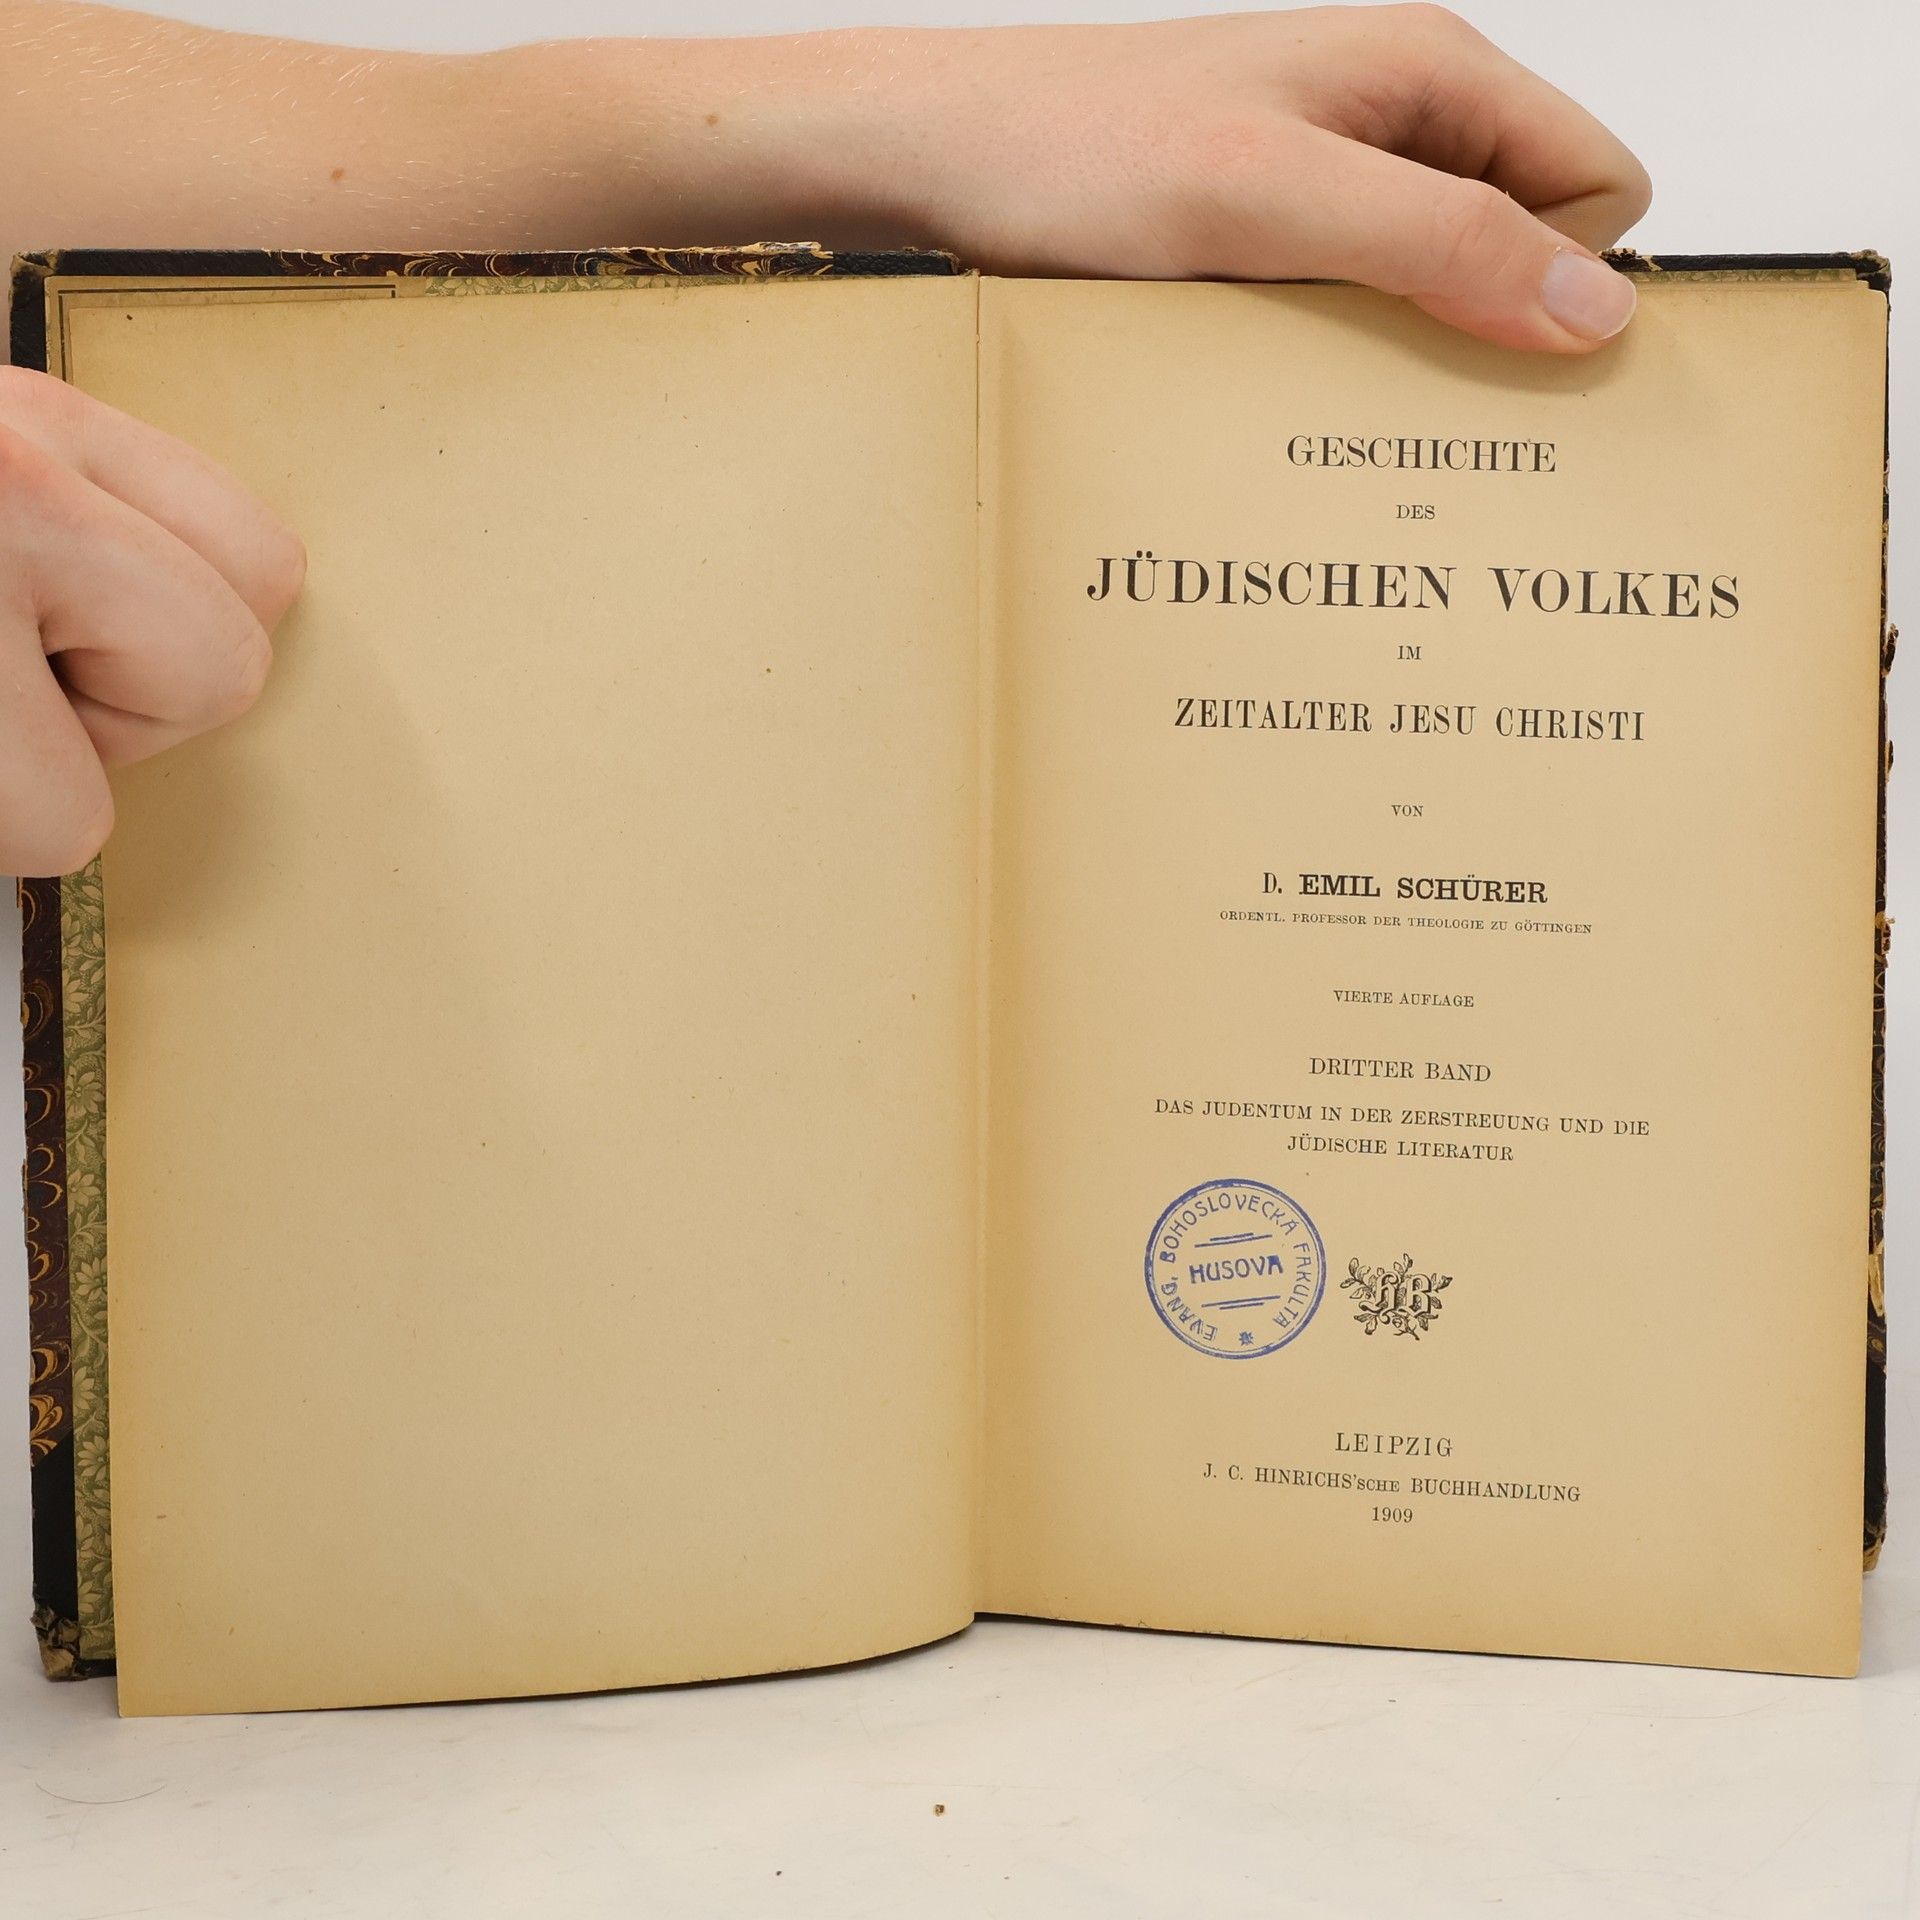 GESCHICHTE
DES
JÜDISCHEN VOLKES
IM
ZEITALTER JESU CHRISTI
VON
D. EMIL SCHÜRER
ORDENTL. PROFESSOR DER THEOLOGIE ZU GÖTTINGEN
VIERTE AUFLAGE
DRITTER BAND
DAS JUDENTUM IN DER ZERSTREUUNG UND DIE
JÜDISCHE LITERATUR
EVANG. BOHOSLOVECKÁ FAKULTA
HUSOVA
HB
LEIPZIG
J. C. HINRICHS'SCHE BUCHHANDLUNG
1909